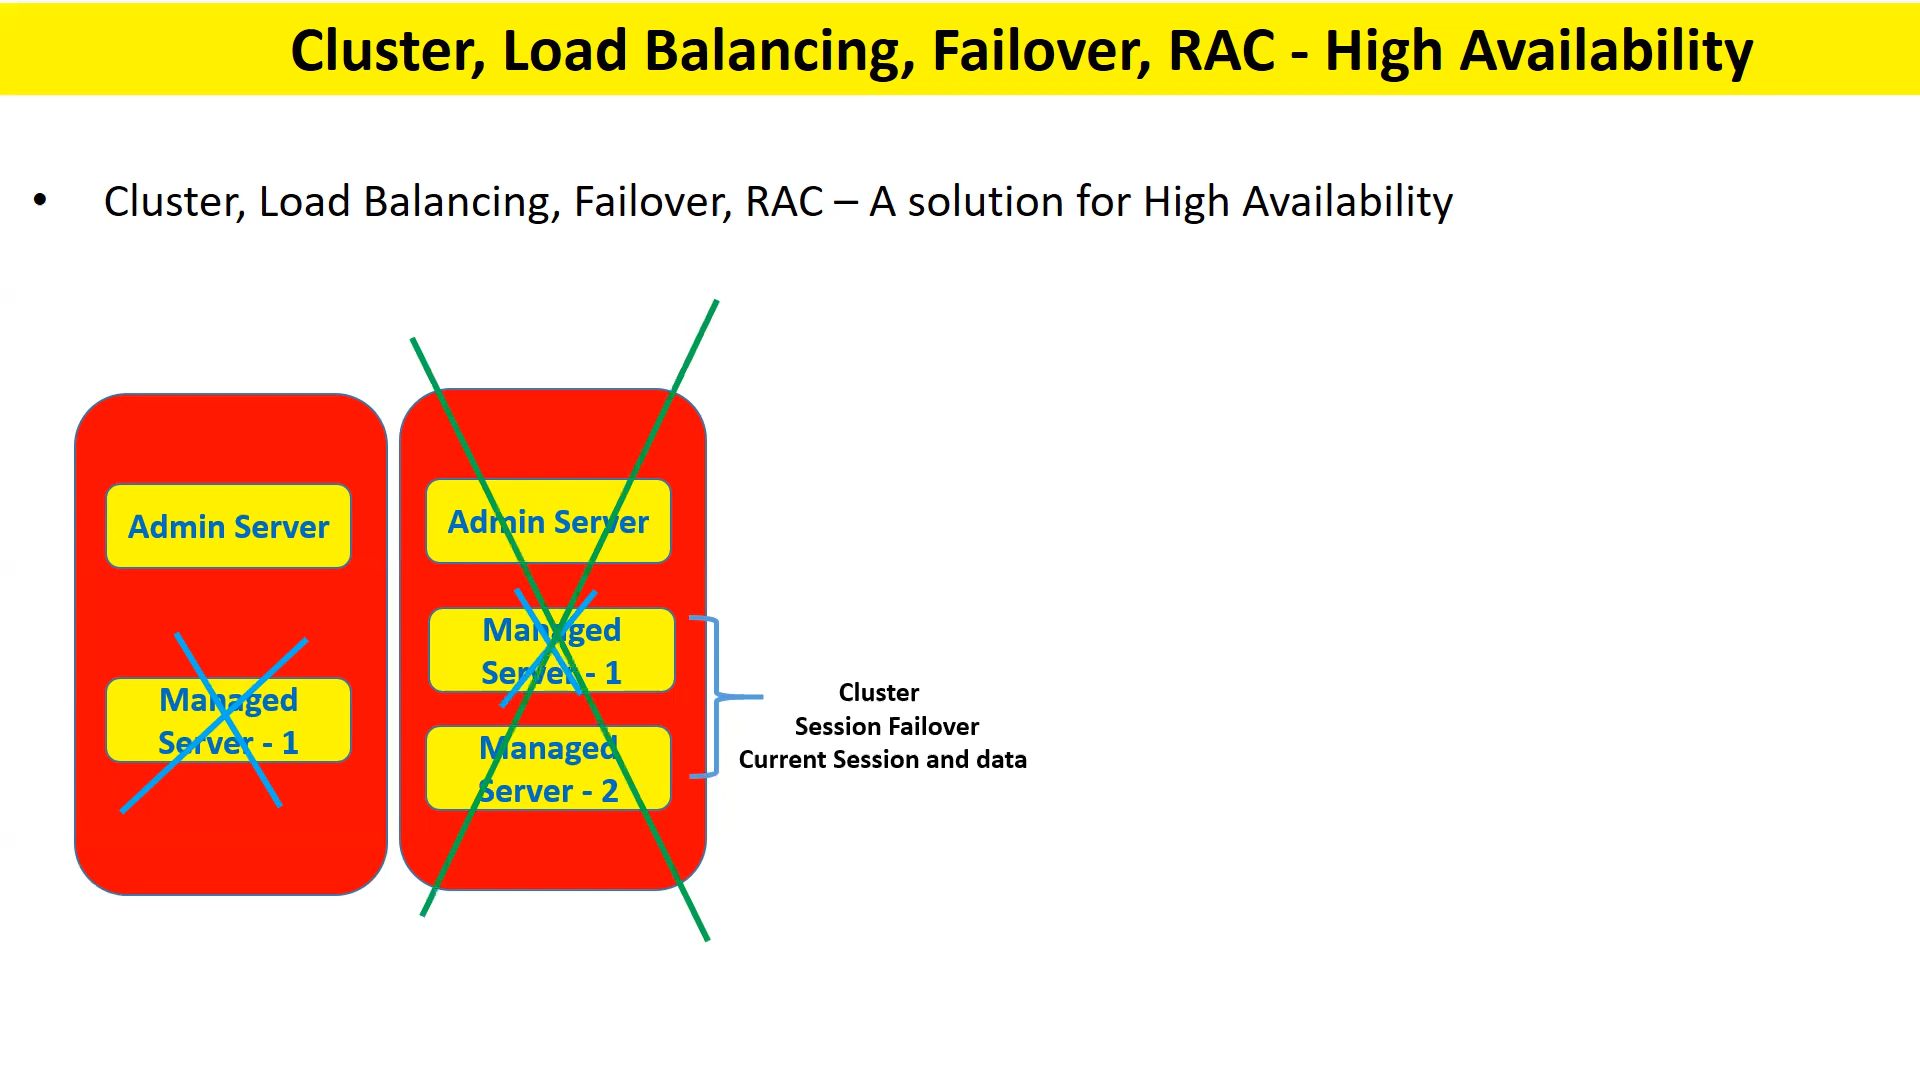 Cluster, Load Balancing, Failover, RAC - High Availability
• Cluster, Load Balancing, Failover, RAC – A solution for High Availability
Admin Server
Managed
Server - 1
Admin Server
Managed
Server - 1
Managed
Server - 2
Cluster
Session Failover
Current Session and data